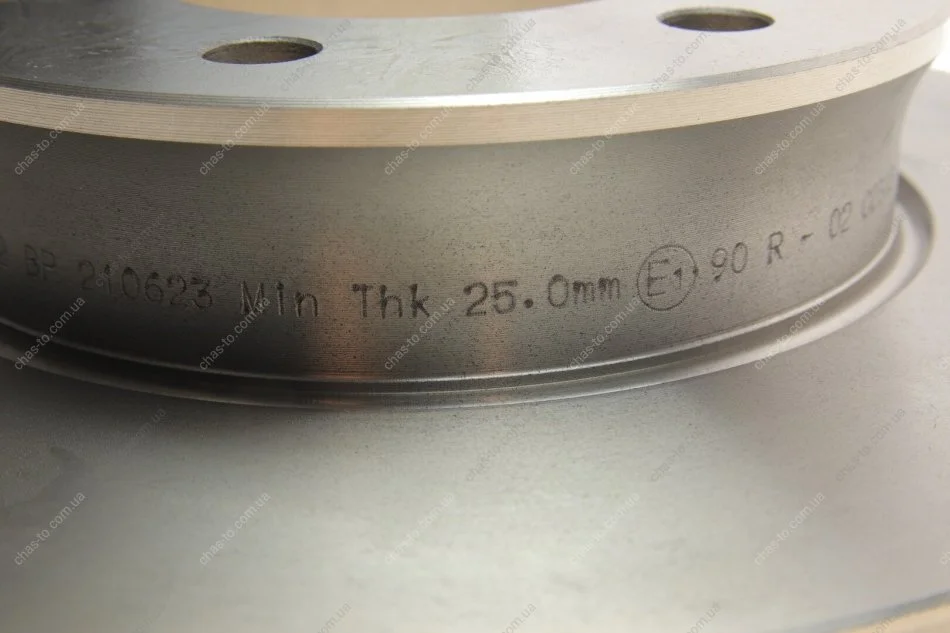 BP 210623 Min Thk 25.0mm E1 90 R - 02
chas-to.com.ua